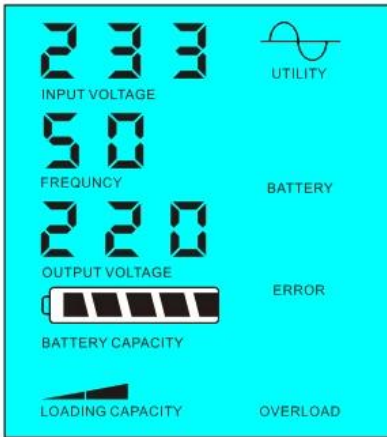 233
INPUT VOLTAGE
UTILITY
50
FREQUNCY
BATTERY
220
OUTPUT VOLTAGE
ERROR
BATTERY CAPACITY
LOADING CAPACITY
OVERLOAD